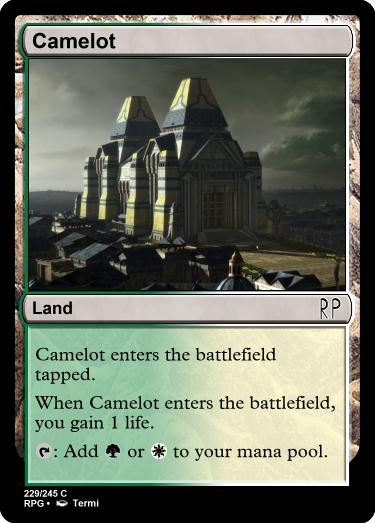 Camelot
Land
RP
Camelot enters the battlefield
tapped.
When Camelot enters the battlefield,
you gain 1 life.
: Add or to your mana pool.
229/245 C
RPG • Termi